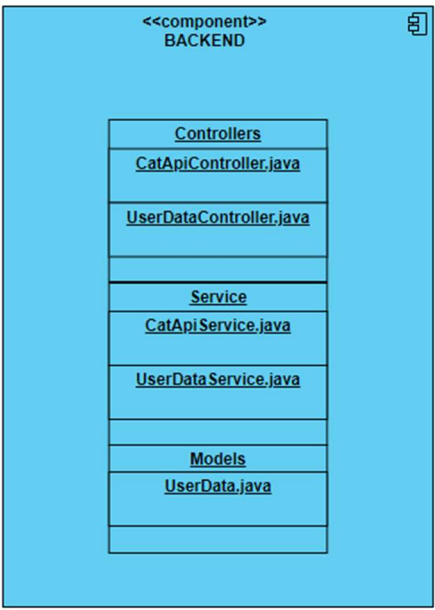 <<component>>
BACKEND
Controllers
CatApiController.java
UserDataController.java
Service
CatApiService.java
UserDataService.java
Models
UserData.java